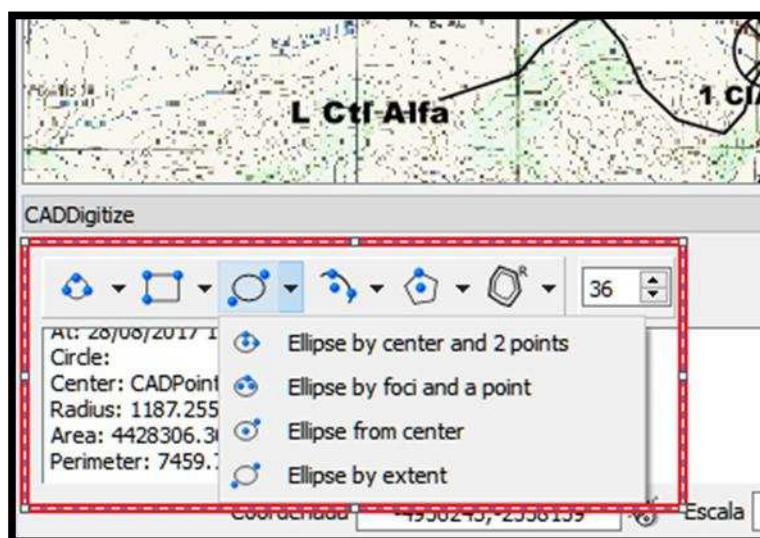 L Ctl Alfa
1 CI
CADDigitize
R
36
At: 28/08/2017 1
Circle:
Center: CADPoint
Radius: 1187.255
Area: 4428306.3
Perimeter: 7459.7
Ellipse by center and 2 points
Ellipse by foci and a point
Ellipse from center
Ellipse by extent
Coordenada
Escala